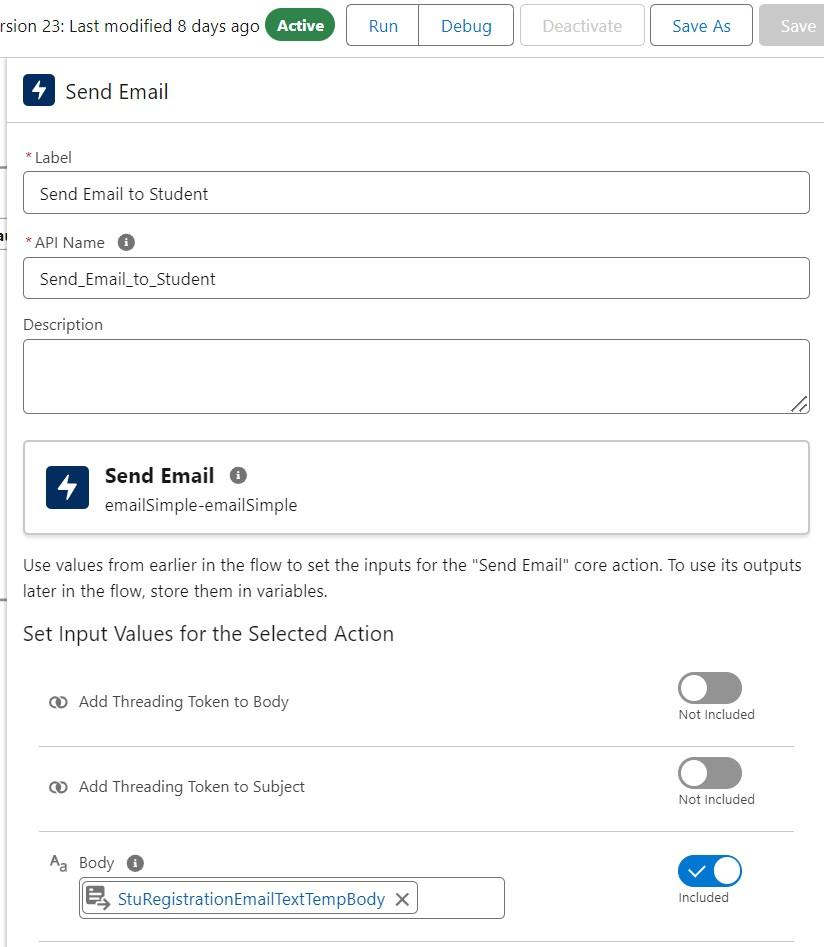 rsion 23: Last modified 8 days ago Active Run Debug Deactivate Save As Save
Send Email
* Label
Send Email to Student
* API Name
Send_Email_to_Student
Description
Send Email
emailSimple-emailSimple
Use values from earlier in the flow to set the inputs for the "Send Email" core action. To use its outputs
later in the flow, store them in variables.
Set Input Values for the Selected Action
Add Threading Token to Body
Not Included
Add Threading Token to Subject
Not Included
Aa Body
StuRegistrationEmailTextTempBody
Included